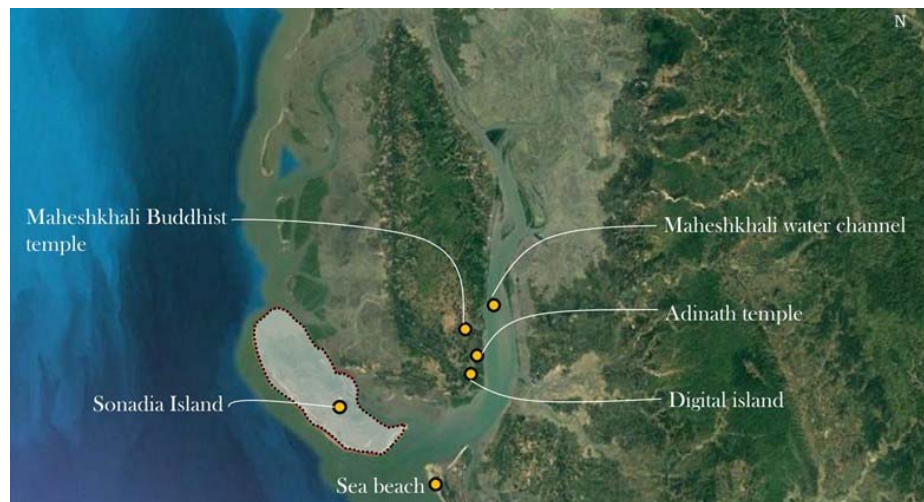 N
Maheshkhali Buddhist
temple
Maheshkhali water channel
Adinath temple
Sonadia Island
Digital island
Sea beach